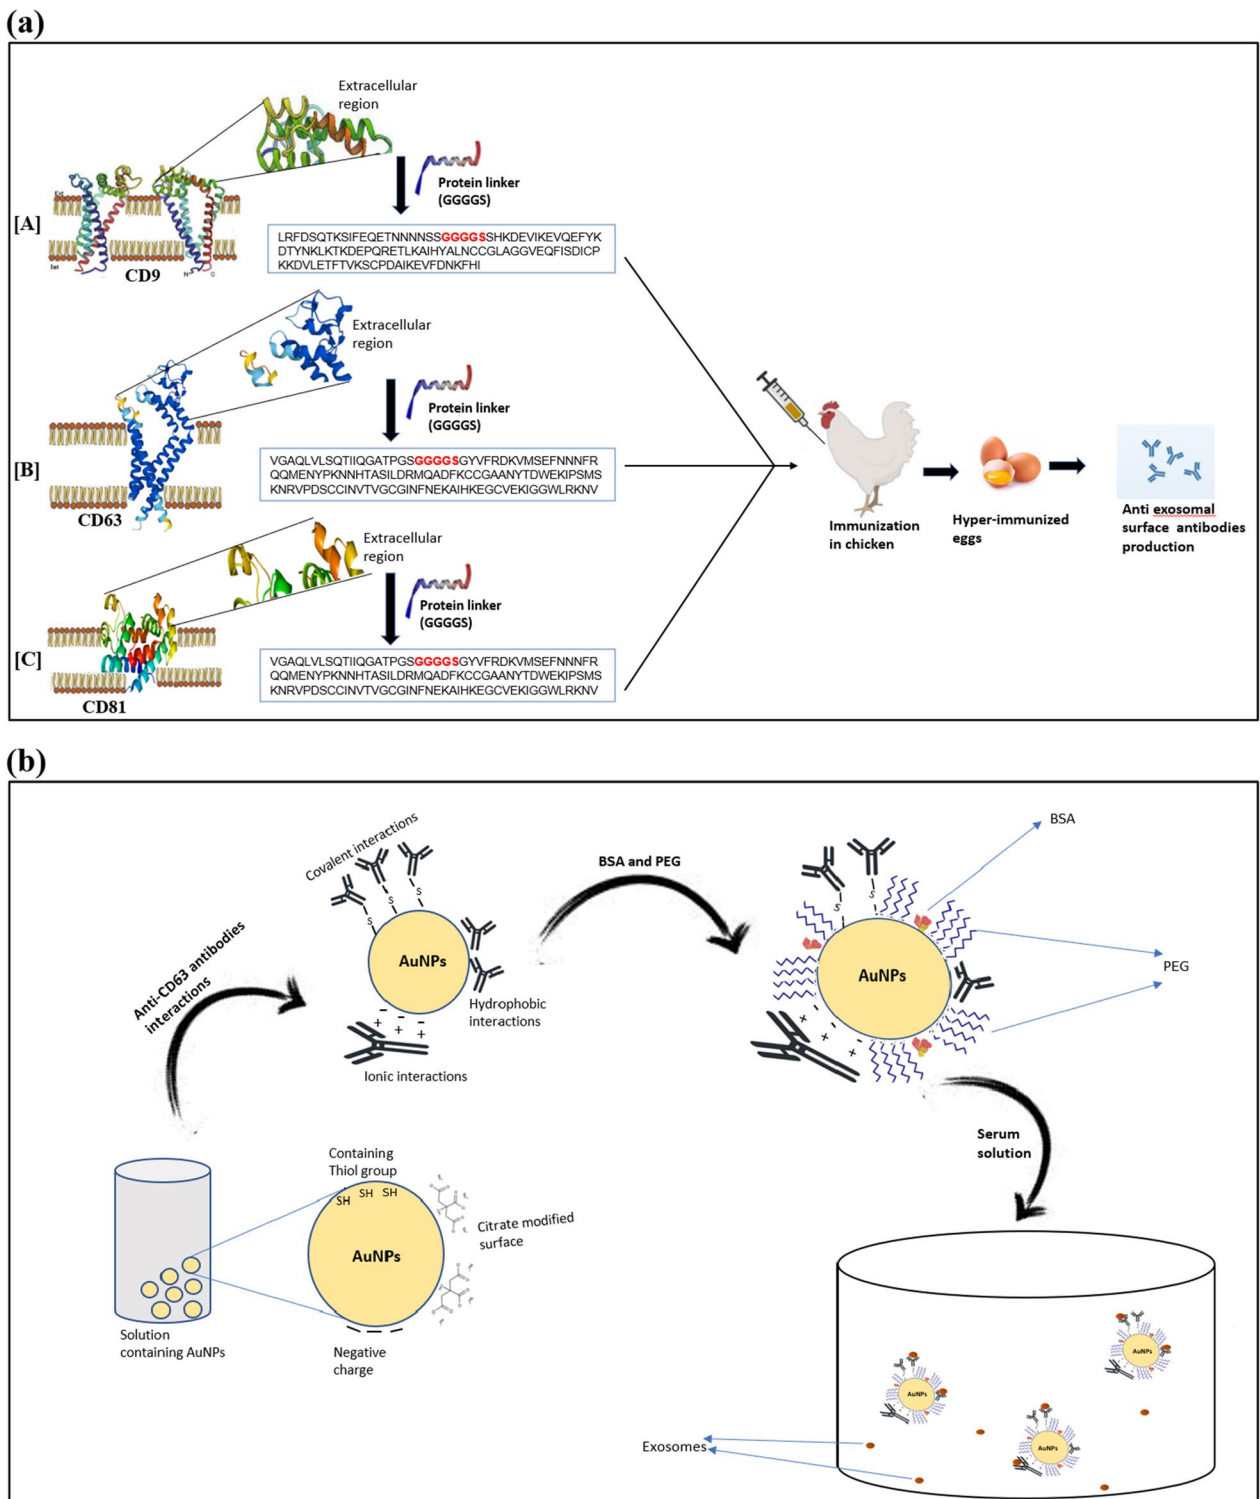 (a)
Extracellular
region
Protein linker
(GGGGS)
[A]
LRFDSQTKSIFEQETNNNNSSGGGGSSHKDEVIKEVQEFYK
DTYNKLKTKDEPQRETLKAIHYALNCCGLAGGVEQFISDICP
KKDVLETFTVKSCPDAIKEVFDNKFHI
Ext
Int
N
C
CD9
Extracellular
region
Protein linker
(GGGGS)
[B]
VGAQLVLSQTIIQGATPGSGGGGSGYVFRDKVMSEFNNNFR
QQMENYPKNNHTASILDRMQADFKCCGAANYTDWEKIPSMS
KNRVPDSCCINVTVGCGINFNEKAIHKEGCVEKIGGWLRKNV
CD63
Immunization
in chicken
Hyper-immunized
eggs
Anti exosomal
surface antibodies
production
Extracellular
region
Protein linker
(GGGGS)
[C]
VGAQLVLSQTIIQGATPGSGGGGSGYVFRDKVMSEFNNNFR
QQMENYPKNNHTASILDRMQADFKCCGAANYTDWEKIPSMS
KNRVPDSCCINVTVGCGINFNEKAIHKEGCVEKIGGWLRKNV
CD81
(b)
Anti-CD63 antibodies
interactions
Covalent interactions
S
S
S
AuNPs
Hydrophobic
interactions
- - -
+ + +
Ionic interactions
BSA and PEG
BSA
S
S
AuNPs
PEG
+ + +
- - -
Serum
solution
Solution
containing AuNPs
Containing
Thiol group
SH SH SH
AuNPs
Citrate modified
surface
Negative
charge
AuNPs
AuNPs
AuNPs
Exosomes